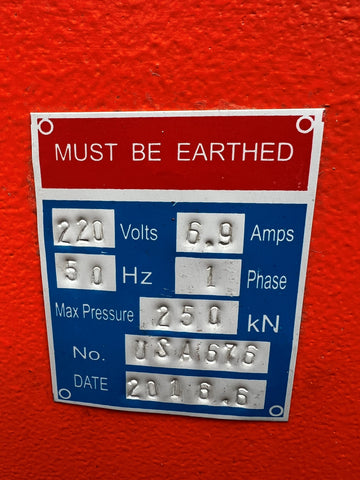 MUST BE EARTHED
220 Volts 6.9 Amps
50 Hz 1 Phase
Max Pressure 250 kN
No. USA676
DATE 2016.6